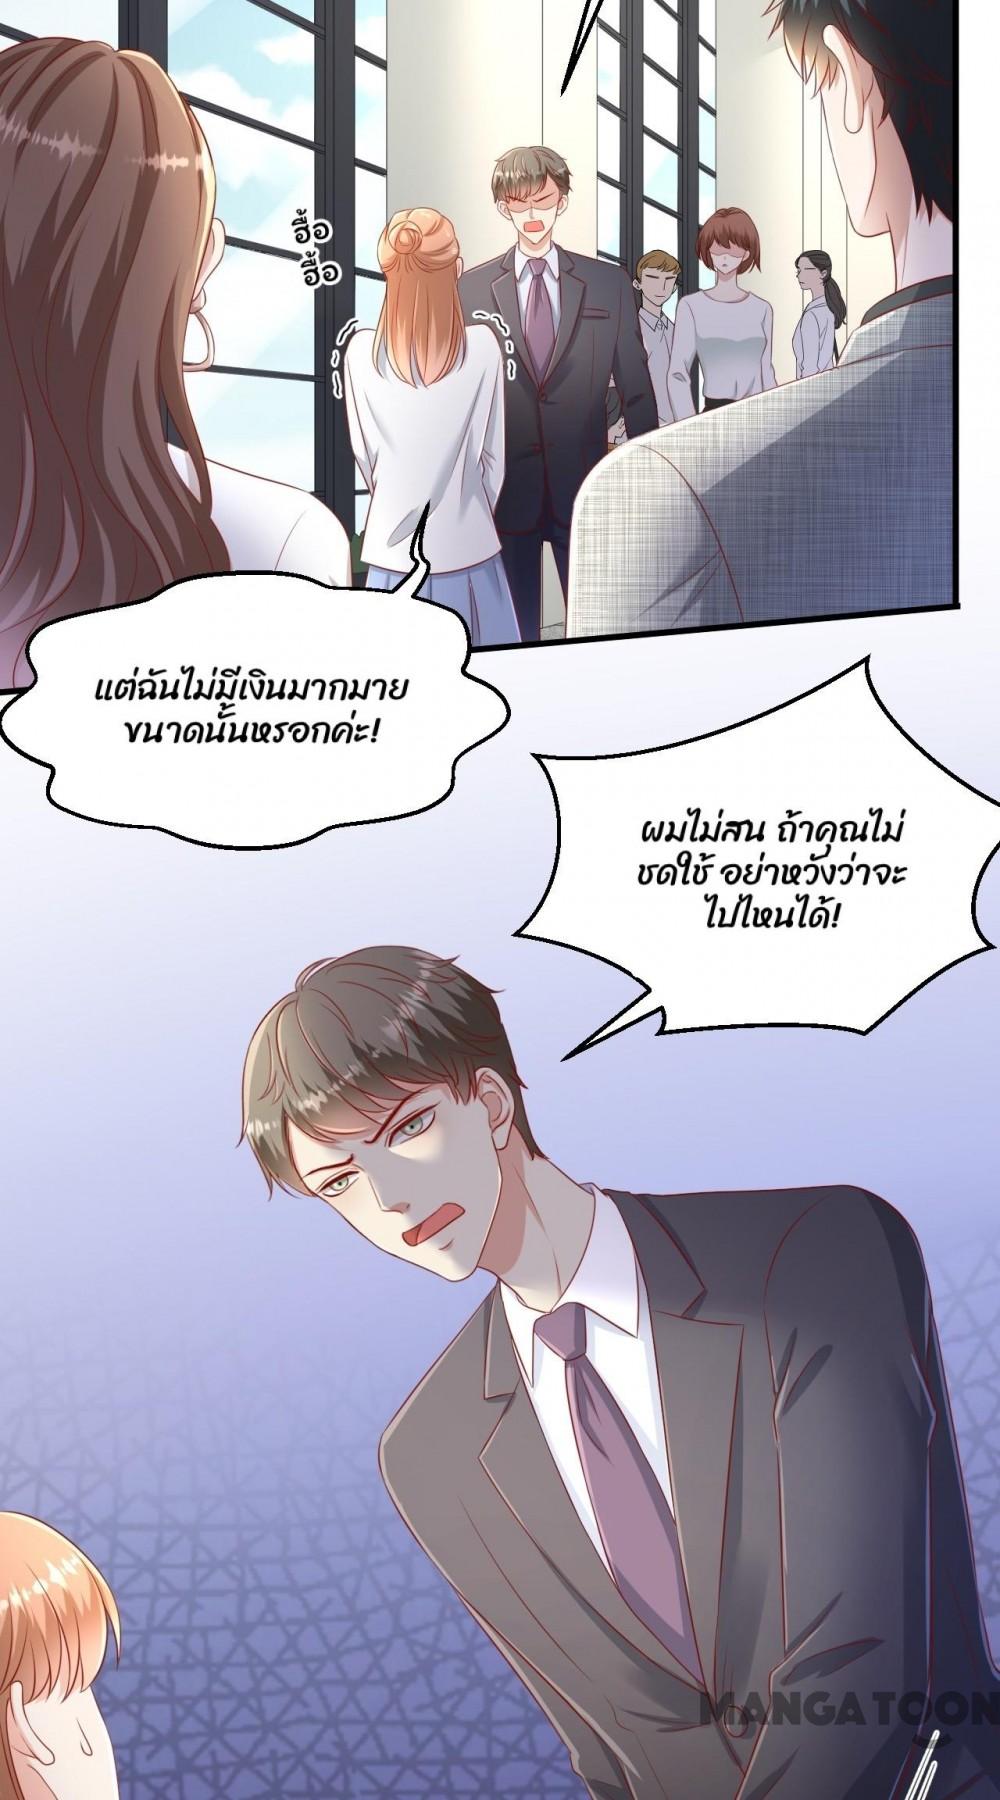 ฮื้อ
ฮื้อ
แต่ฉันไม่มีเงินมากมาย
ขนาดนั้นหรอกค่ะ!
ผมไม่สน ถ้าคุณไม่
ชดใช้ อย่าหวังว่าจะ
ไปไหนได้!
MANGATOON